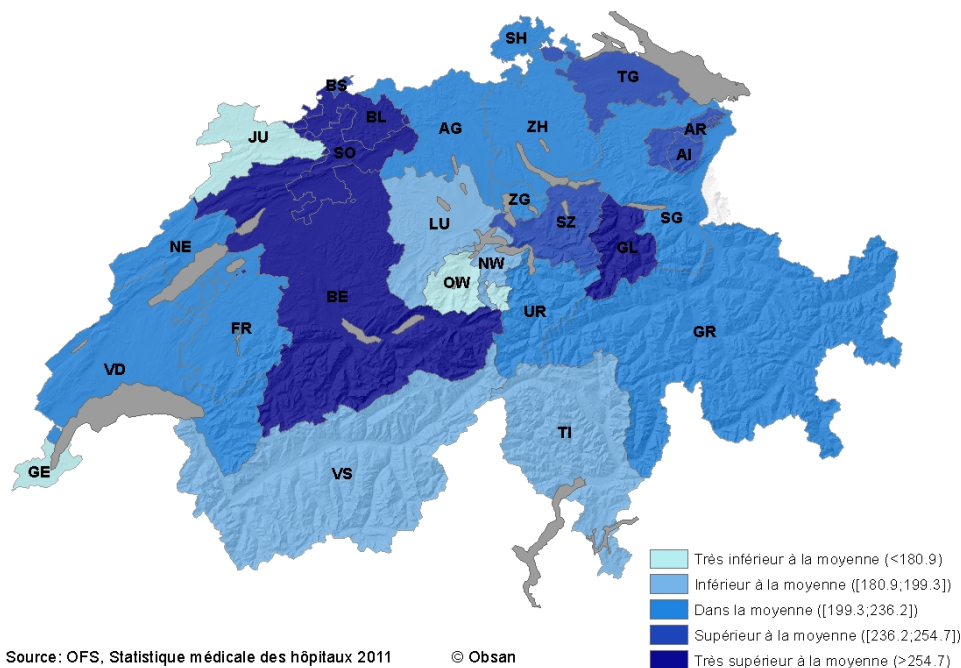 SH
TG
BS
BL
AG
ZH
AR
JU
AI
SO
ZG
SG
LU
SZ
NE
GL
NW
OW
BE
UR
FR
GR
VD
TI
GE
VS
Très inférieur à la moyenne (<180.9)
Inférieur à la moyenne ([180.9;199.3])
Dans la moyenne ([199.3;236.2])
Supérieur à la moyenne ([236.2;254.7])
Très supérieur à la moyenne (>254.7)
Source: OFS, Statistique médicale des hôpitaux 2011 © Obsan